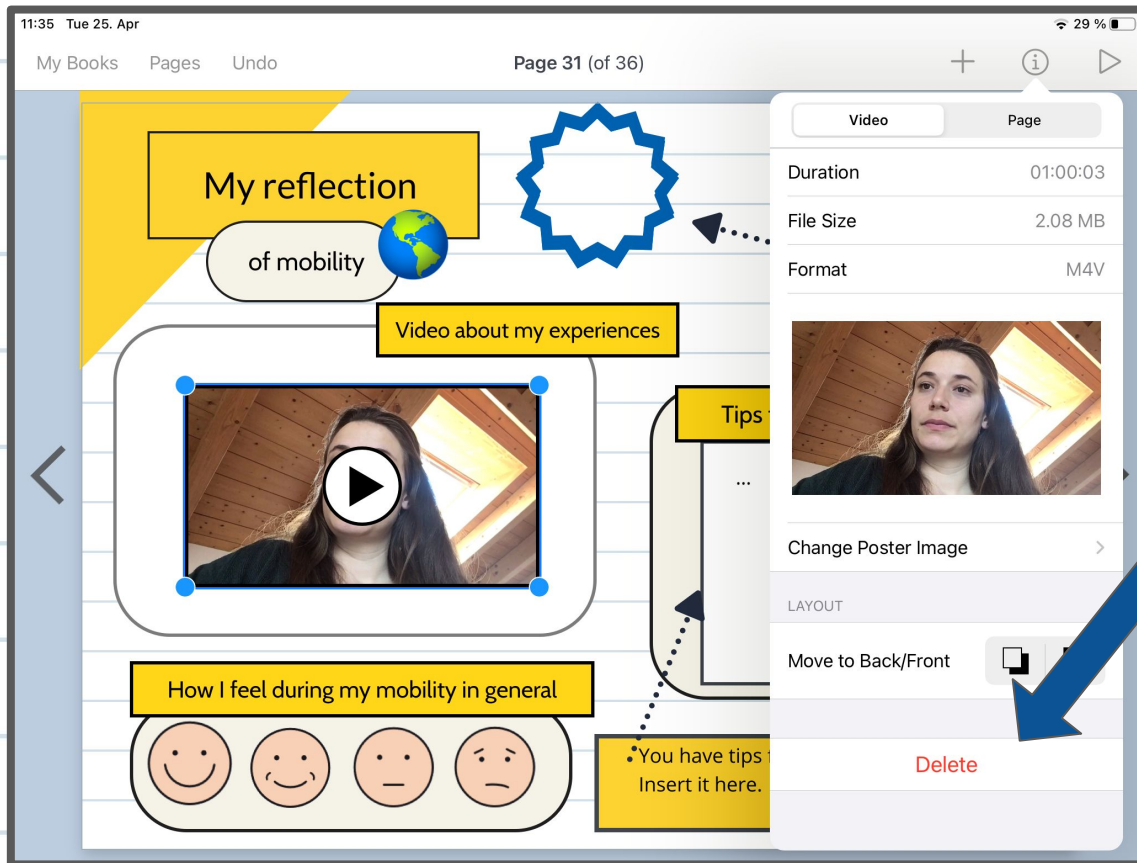 11:35 Tue 25. Apr
29 %
My Books Pages Undo
Page 31 (of 36)
My reflection
of mobility
Video about my experiences
Tips
...
How I feel during my mobility in general
You have tips
Insert it here.
Video Page
Duration 01:00:03
File Size 2.08 MB
Format M4V
Change Poster Image
LAYOUT
Move to Back/Front
Delete